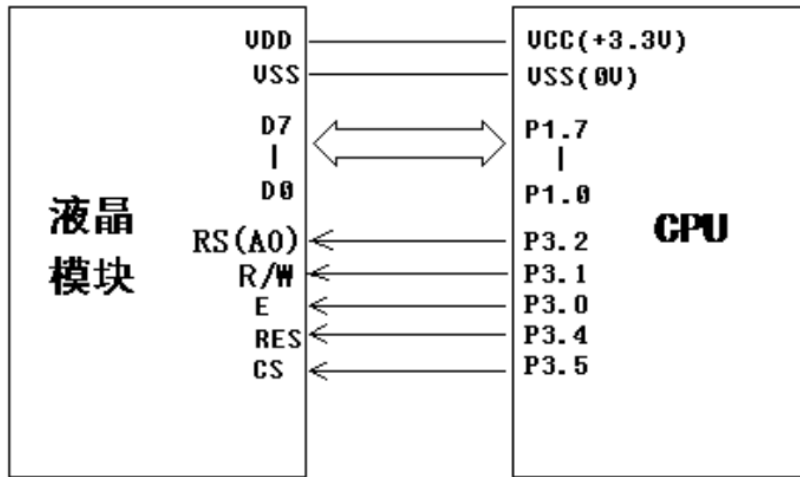 VDD VCC(+3.3V)
VSS VSS(0V)
D7 P1.7
| |
D0 P1.0
液晶
模块
CPU
RS(A0) P3.2
R/W P3.1
E P3.0
RES P3.4
CS P3.5